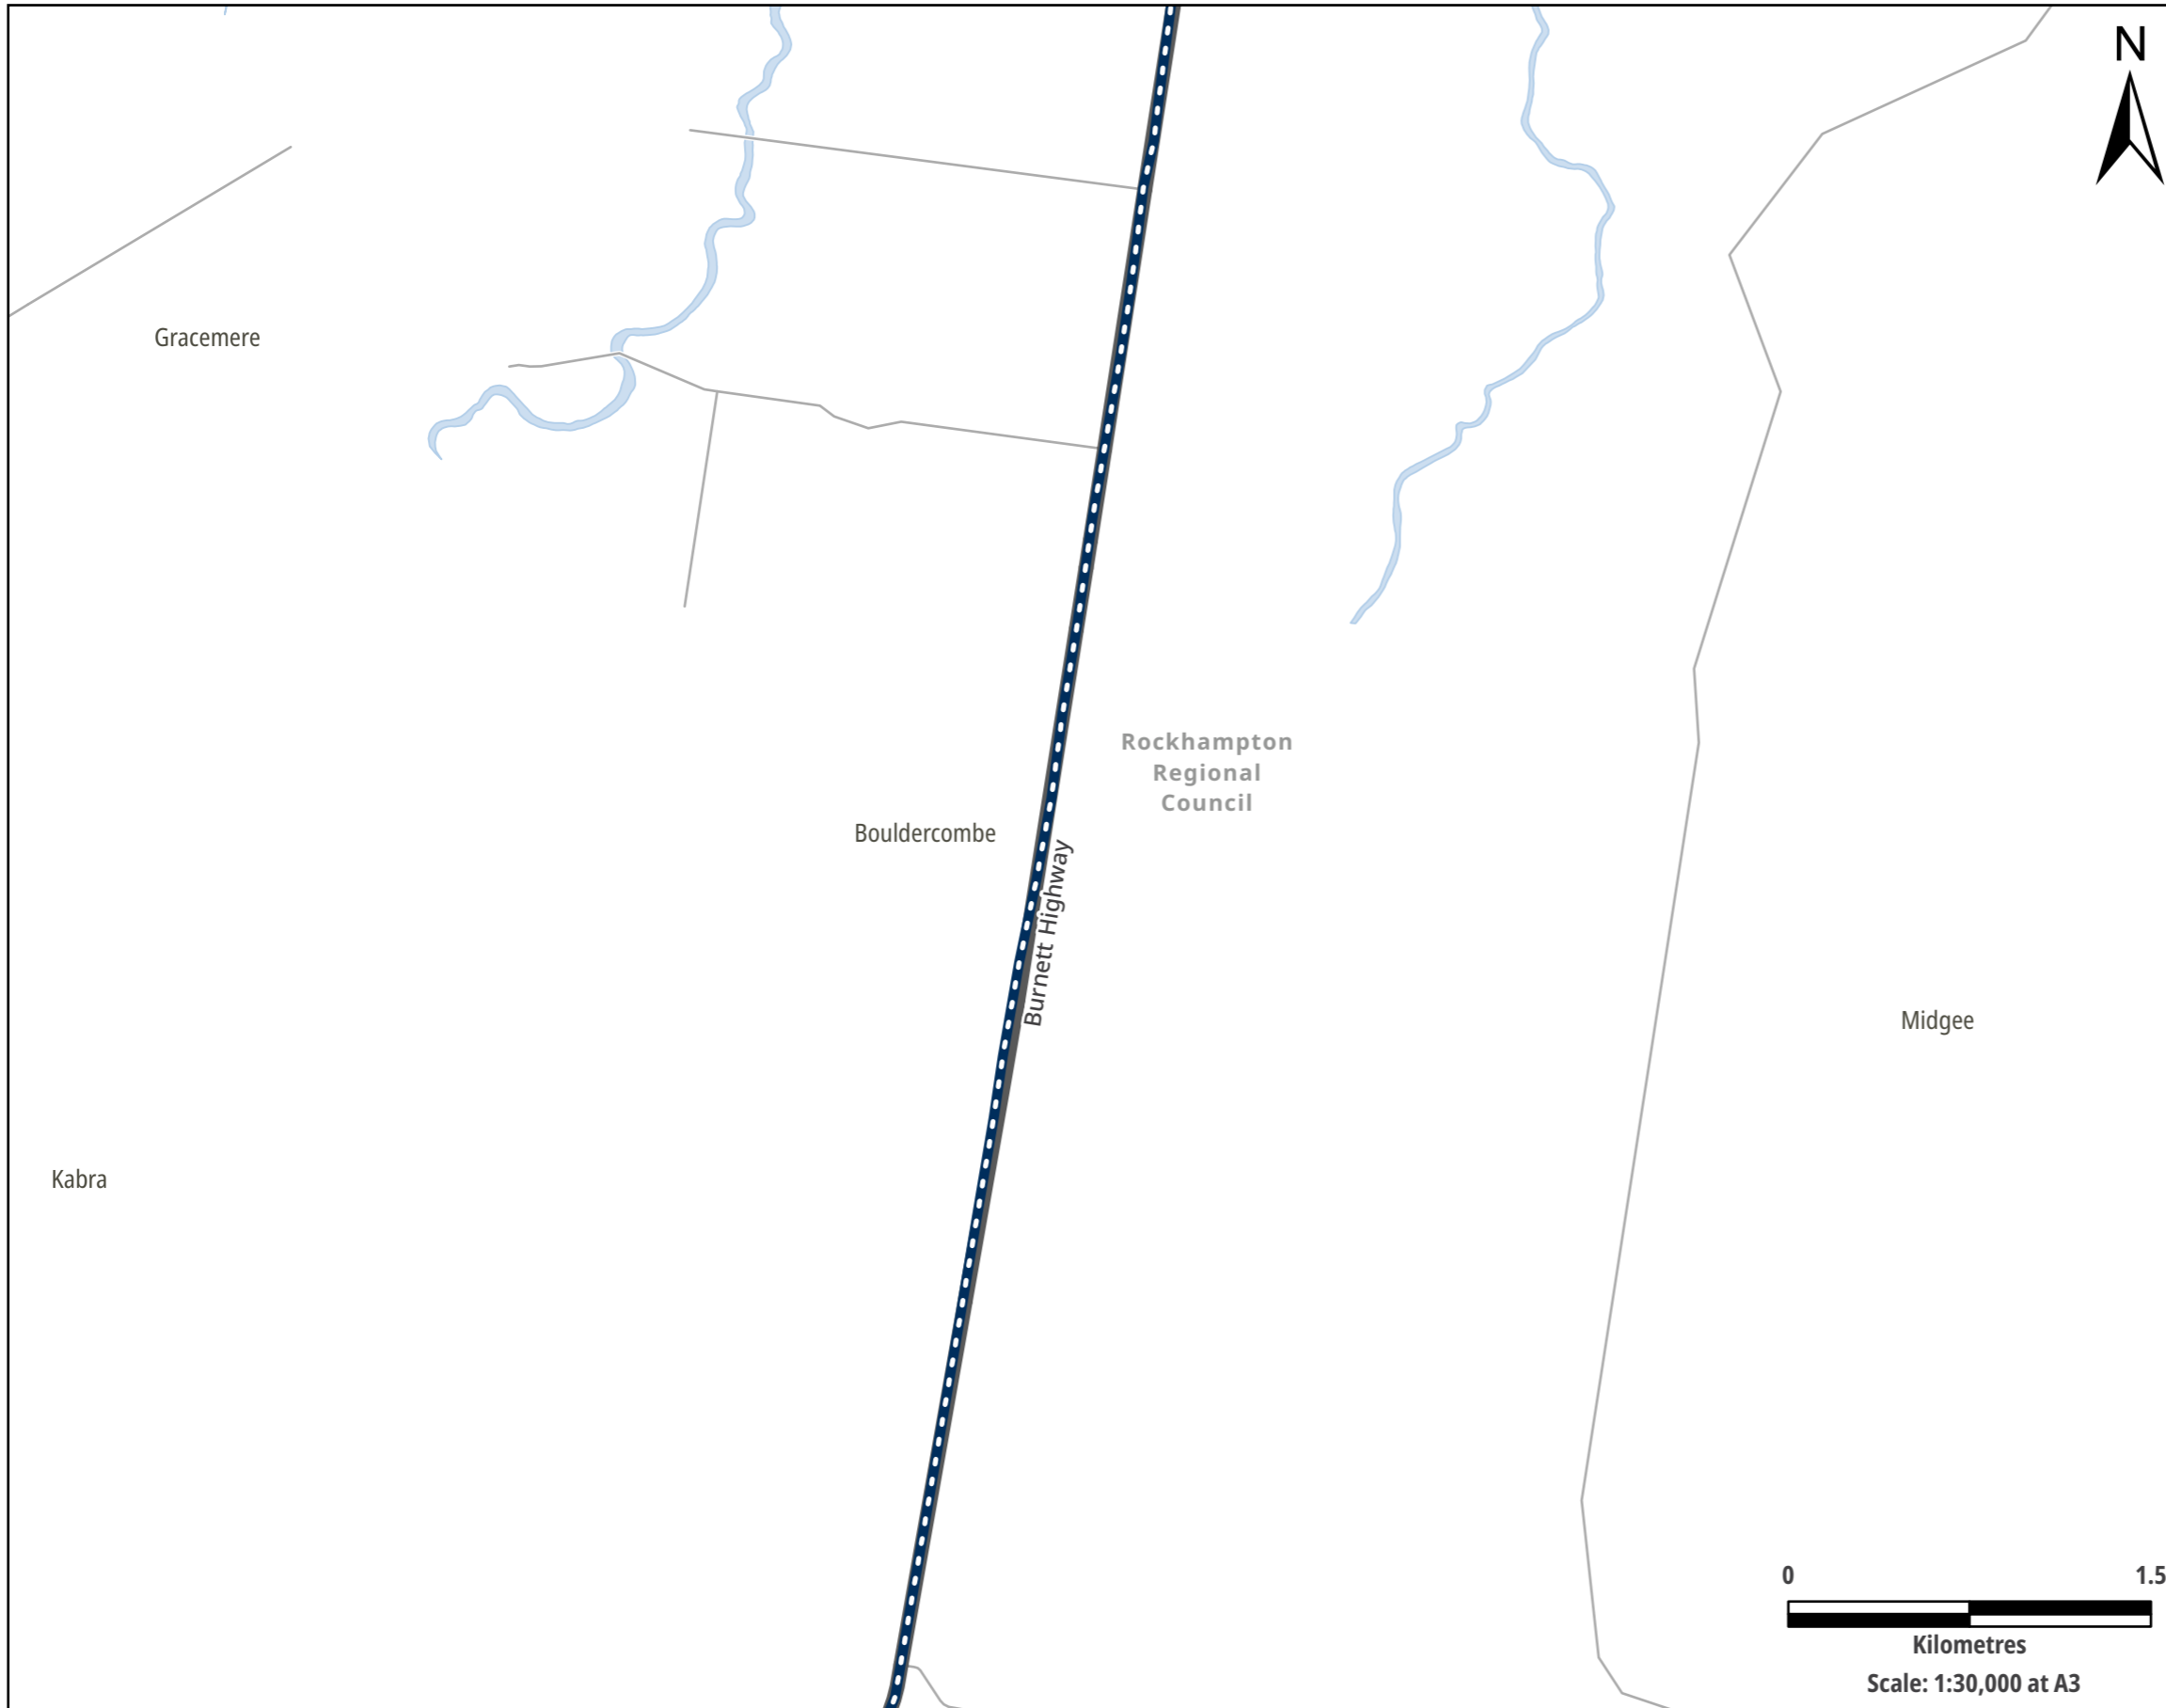 N
Gracemere
Rockhampton
Regional
Council
Bouldercombe
Burnett Highway
Midgee
Kabra
0 1.5
Kilometres
Scale: 1:30,000 at A3